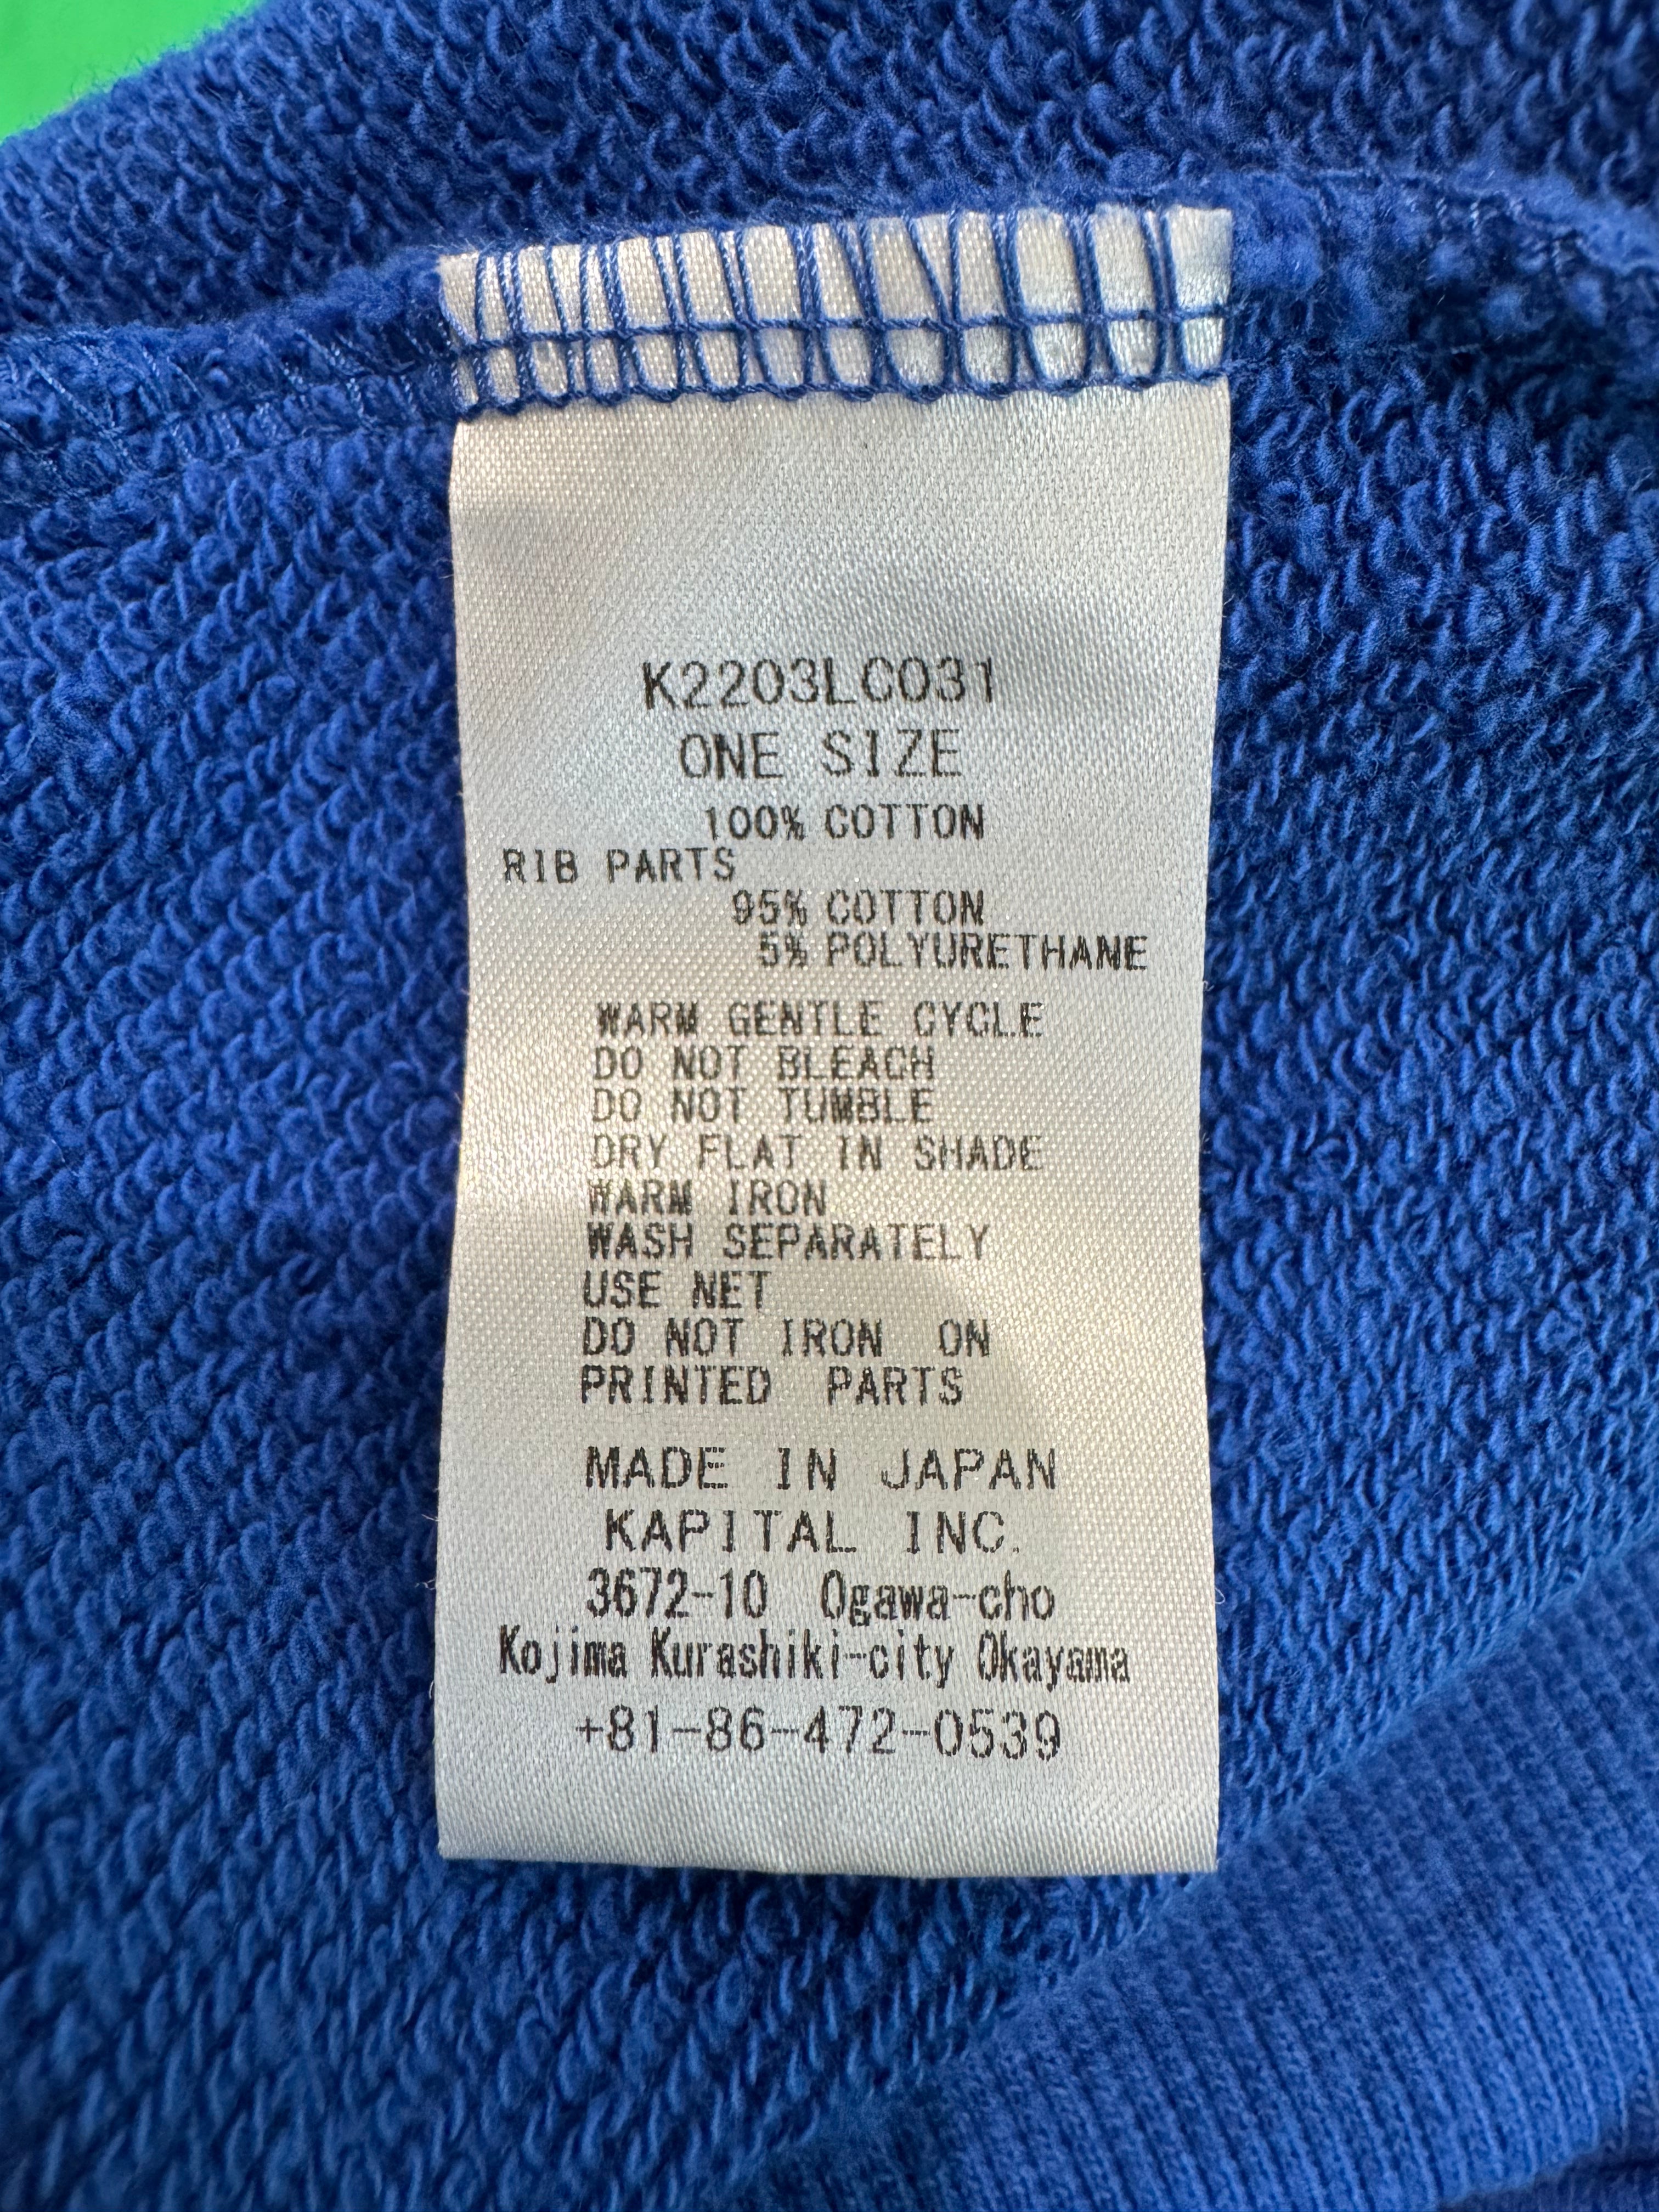 K2203LC031
ONE SIZE
100% COTTON
RIB PARTS
95% COTTON
5% POLYURETHANE
WARM GENTLE CYCLE
DO NOT BLEACH
DO NOT TUMBLE
DRY FLAT IN SHADE
WARM IRON
WASH SEPARATELY
USE NET
DO NOT IRON ON
PRINTED PARTS
MADE IN JAPAN
KAPITAL INC.
3672-10 Ogawa-cho
Kojima Kurashiki-city Okayama
+81-86-472-0539